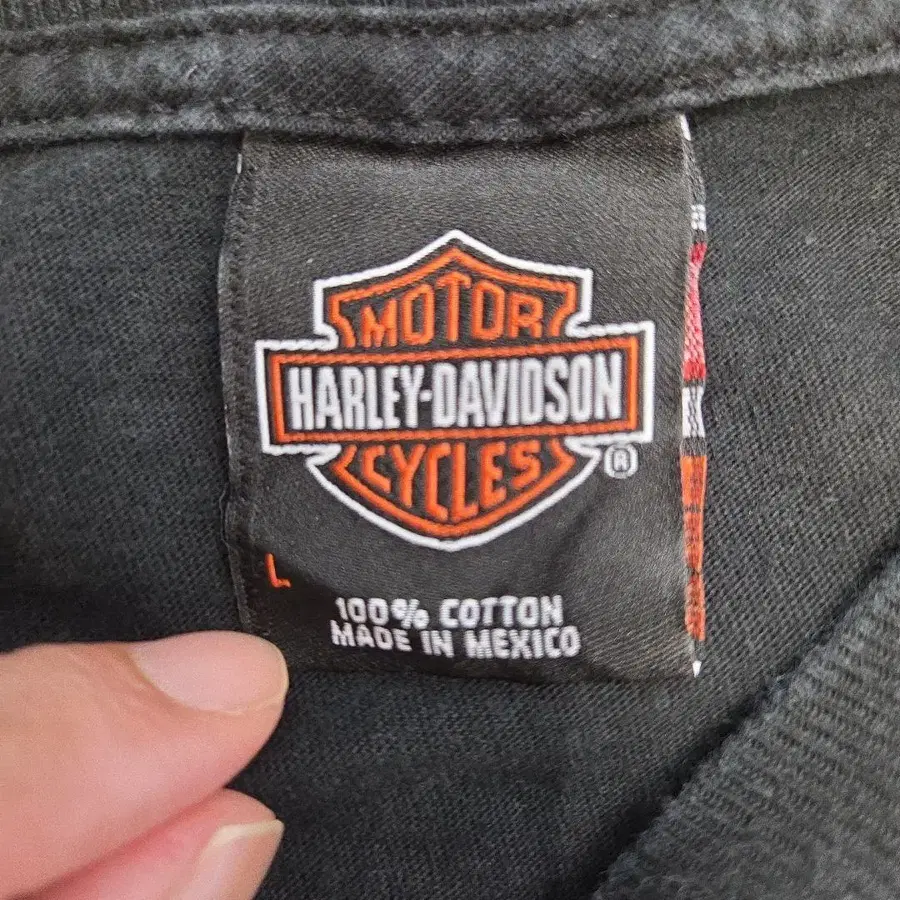 MOTOR
HARLEY-DAVIDSON
CYCLES
®
L
100% COTTON
MADE IN MEXICO